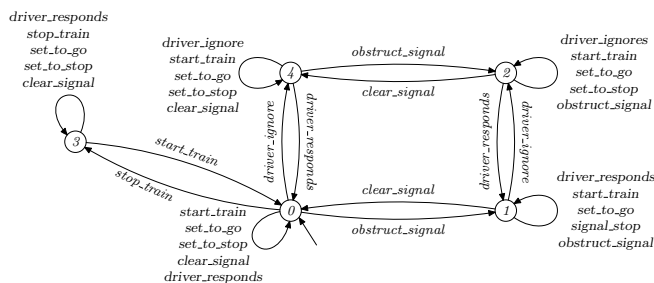 driver_responds
stop_train
set_to_go
set_to_stop
clear_signal
3
start_train
stop_train
driver_ignore
start_train
set_to_go
set_to_stop
clear_signal
4
obstruct_signal
clear_signal
2
driver_ignores
start_train
set_to_go
set_to_stop
obstruct_signal
driver_ignore
driver_responds
driver_responds
driver_ignore
start_train
set_to_go
set_to_stop
clear_signal
driver_responds
0
clear_signal
obstruct_signal
1
driver_responds
start_train
set_to_go
signal_stop
obstruct_signal